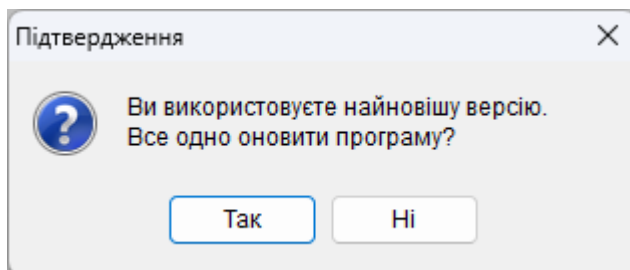 Підтвердження
Ви використовуєте найновішу версію.
Все одно оновити програму?
Так
Ні